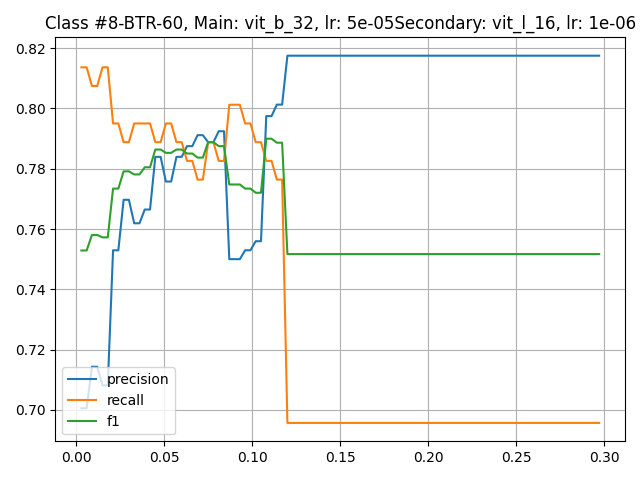 Class #8-BTR-60, Main: vit_b_32, lr: 5e-05Secondary: vit_l_16, lr: 1e-06
0.82
0.80
0.78
0.76
0.74
0.72
0.70
precision
recall
f1
0.00 0.05 0.10 0.15 0.20 0.25 0.30